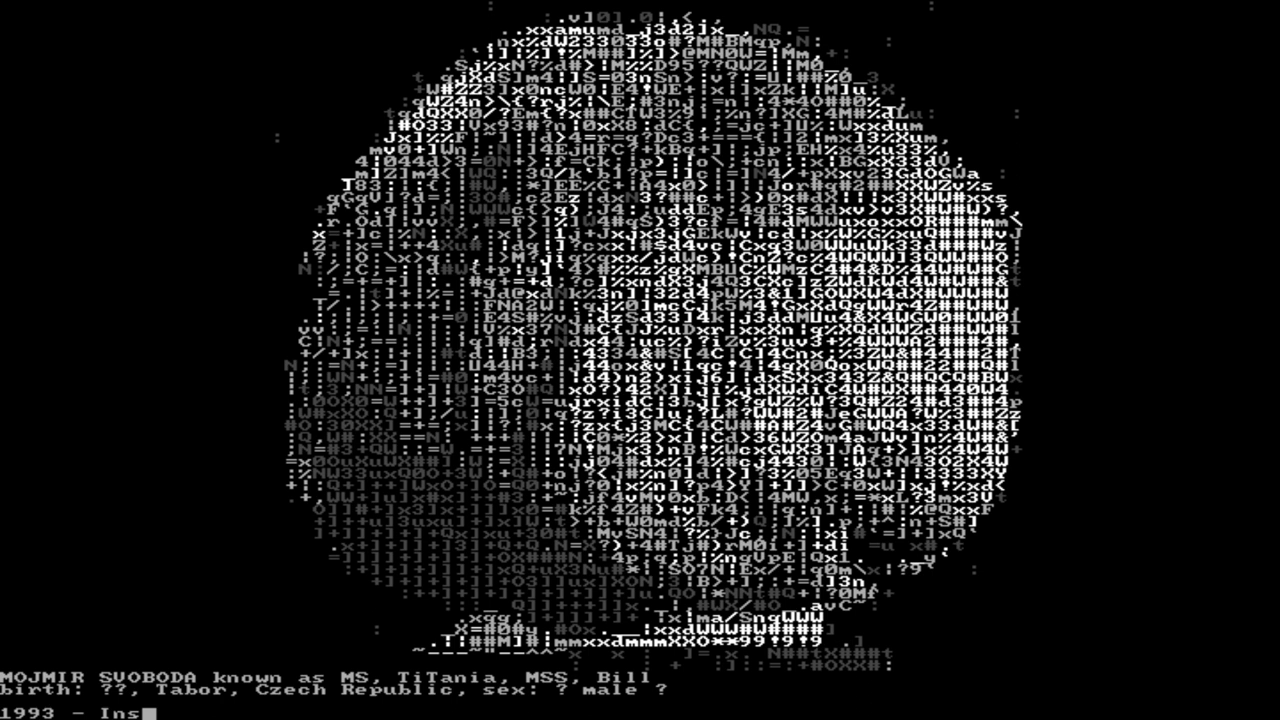 MOJMIR SVOBODA known as MS, TiTania, MSS, Bill
birth: ??, Tabor, Czech Republic, sex: ? male ?
1993 - Ins